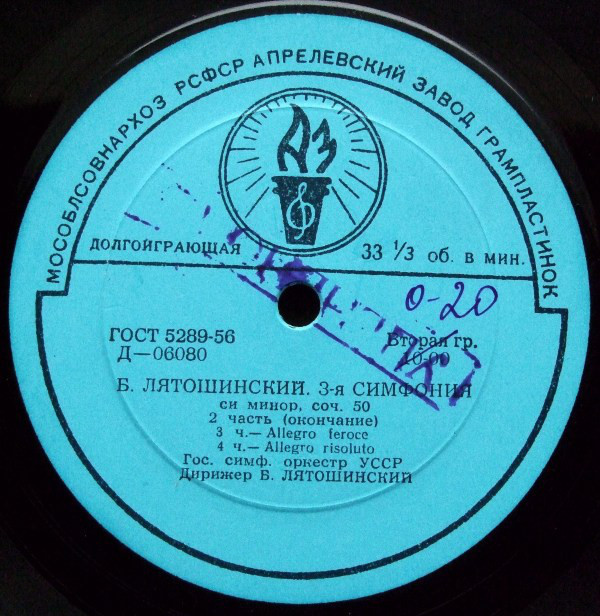 МОСОБЛСОВНАРХОЗ РСФСР АПРЕЛЕВСКИЙ ЗАВОД ГРАМПЛАСТИНОК
АЗ
ДОЛГОИГРАЮЩАЯ
33 1/3 об. в мин.
0-20
ГОСТ 5289-56
Д—06080
Вторая гр.
10-00
Б. ЛЯТОШИНСКИЙ. 3-я СИМФОНИЯ
си минор, соч. 50
2 часть (окончание)
3 ч.— Allegro feroce
4 ч.— Allegro risoluto
Гос. симф. оркестр УССР
Дирижер Б. ЛЯТОШИНСКИЙ